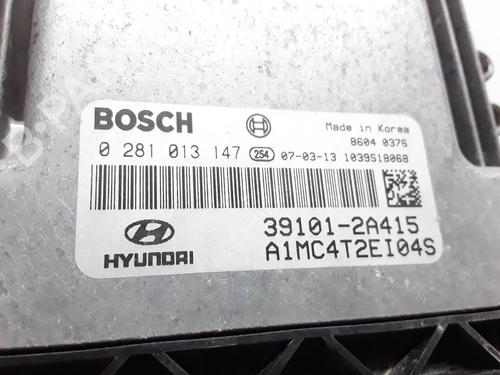 BOSCH
Made in Korea
8604 0376
0 281 013 147 254 07-03-13 1039S18068
39101-2A415
HYUNDAI A1MC4T2EI04S